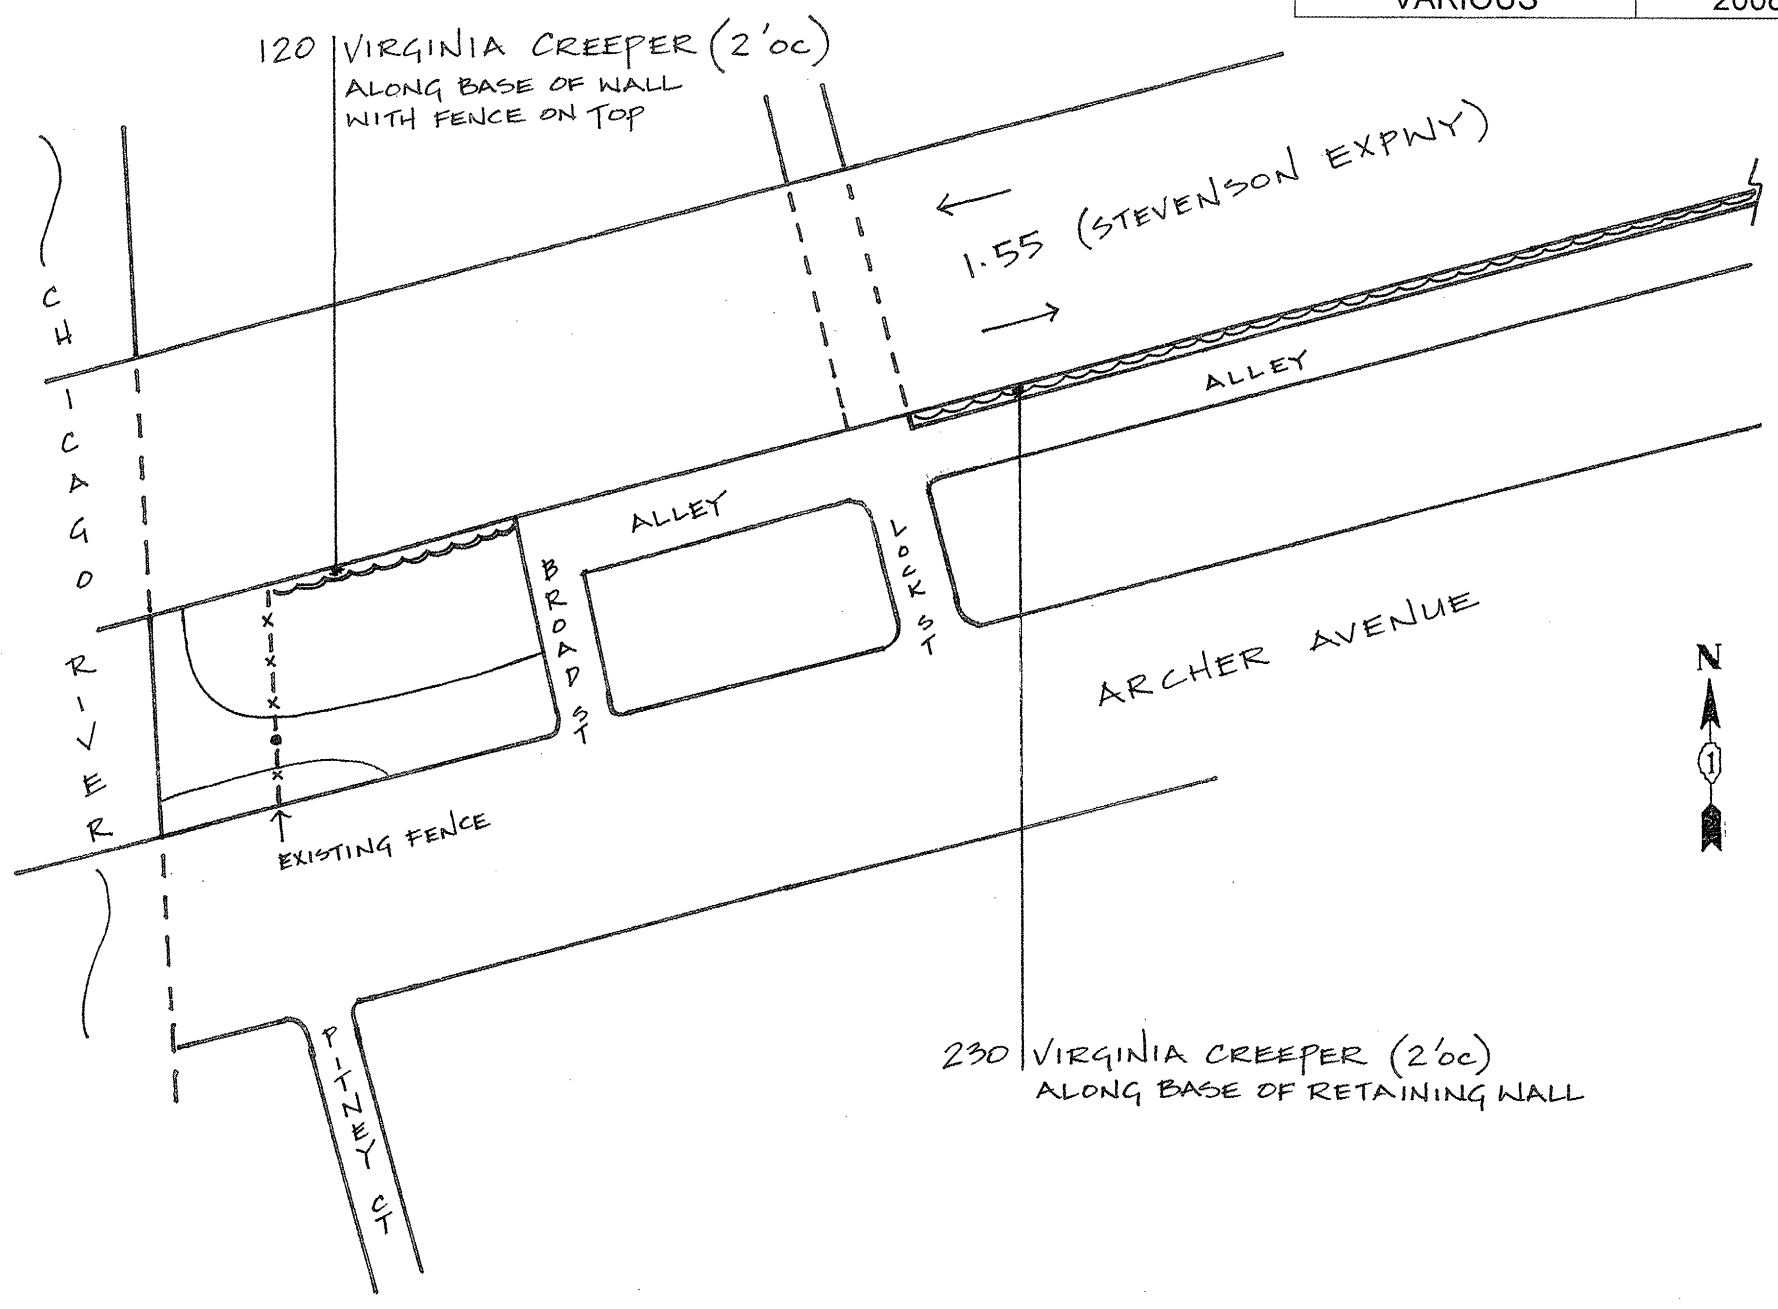 VARIOUS
120 VIRGINIA CREEPER (2'OC)
ALONG BASE OF WALL
WITH FENCE ON TOP
I-55 (STEVENSON EXPWY)
CHICAGO RIVER
ALLEY
ALLEY
BROAD ST
LOCK ST
ARCHER AVENUE
N
1
EXISTING FENCE
PITNEY CT
230 VIRGINIA CREEPER (2'OC)
ALONG BASE OF RETAINING WALL